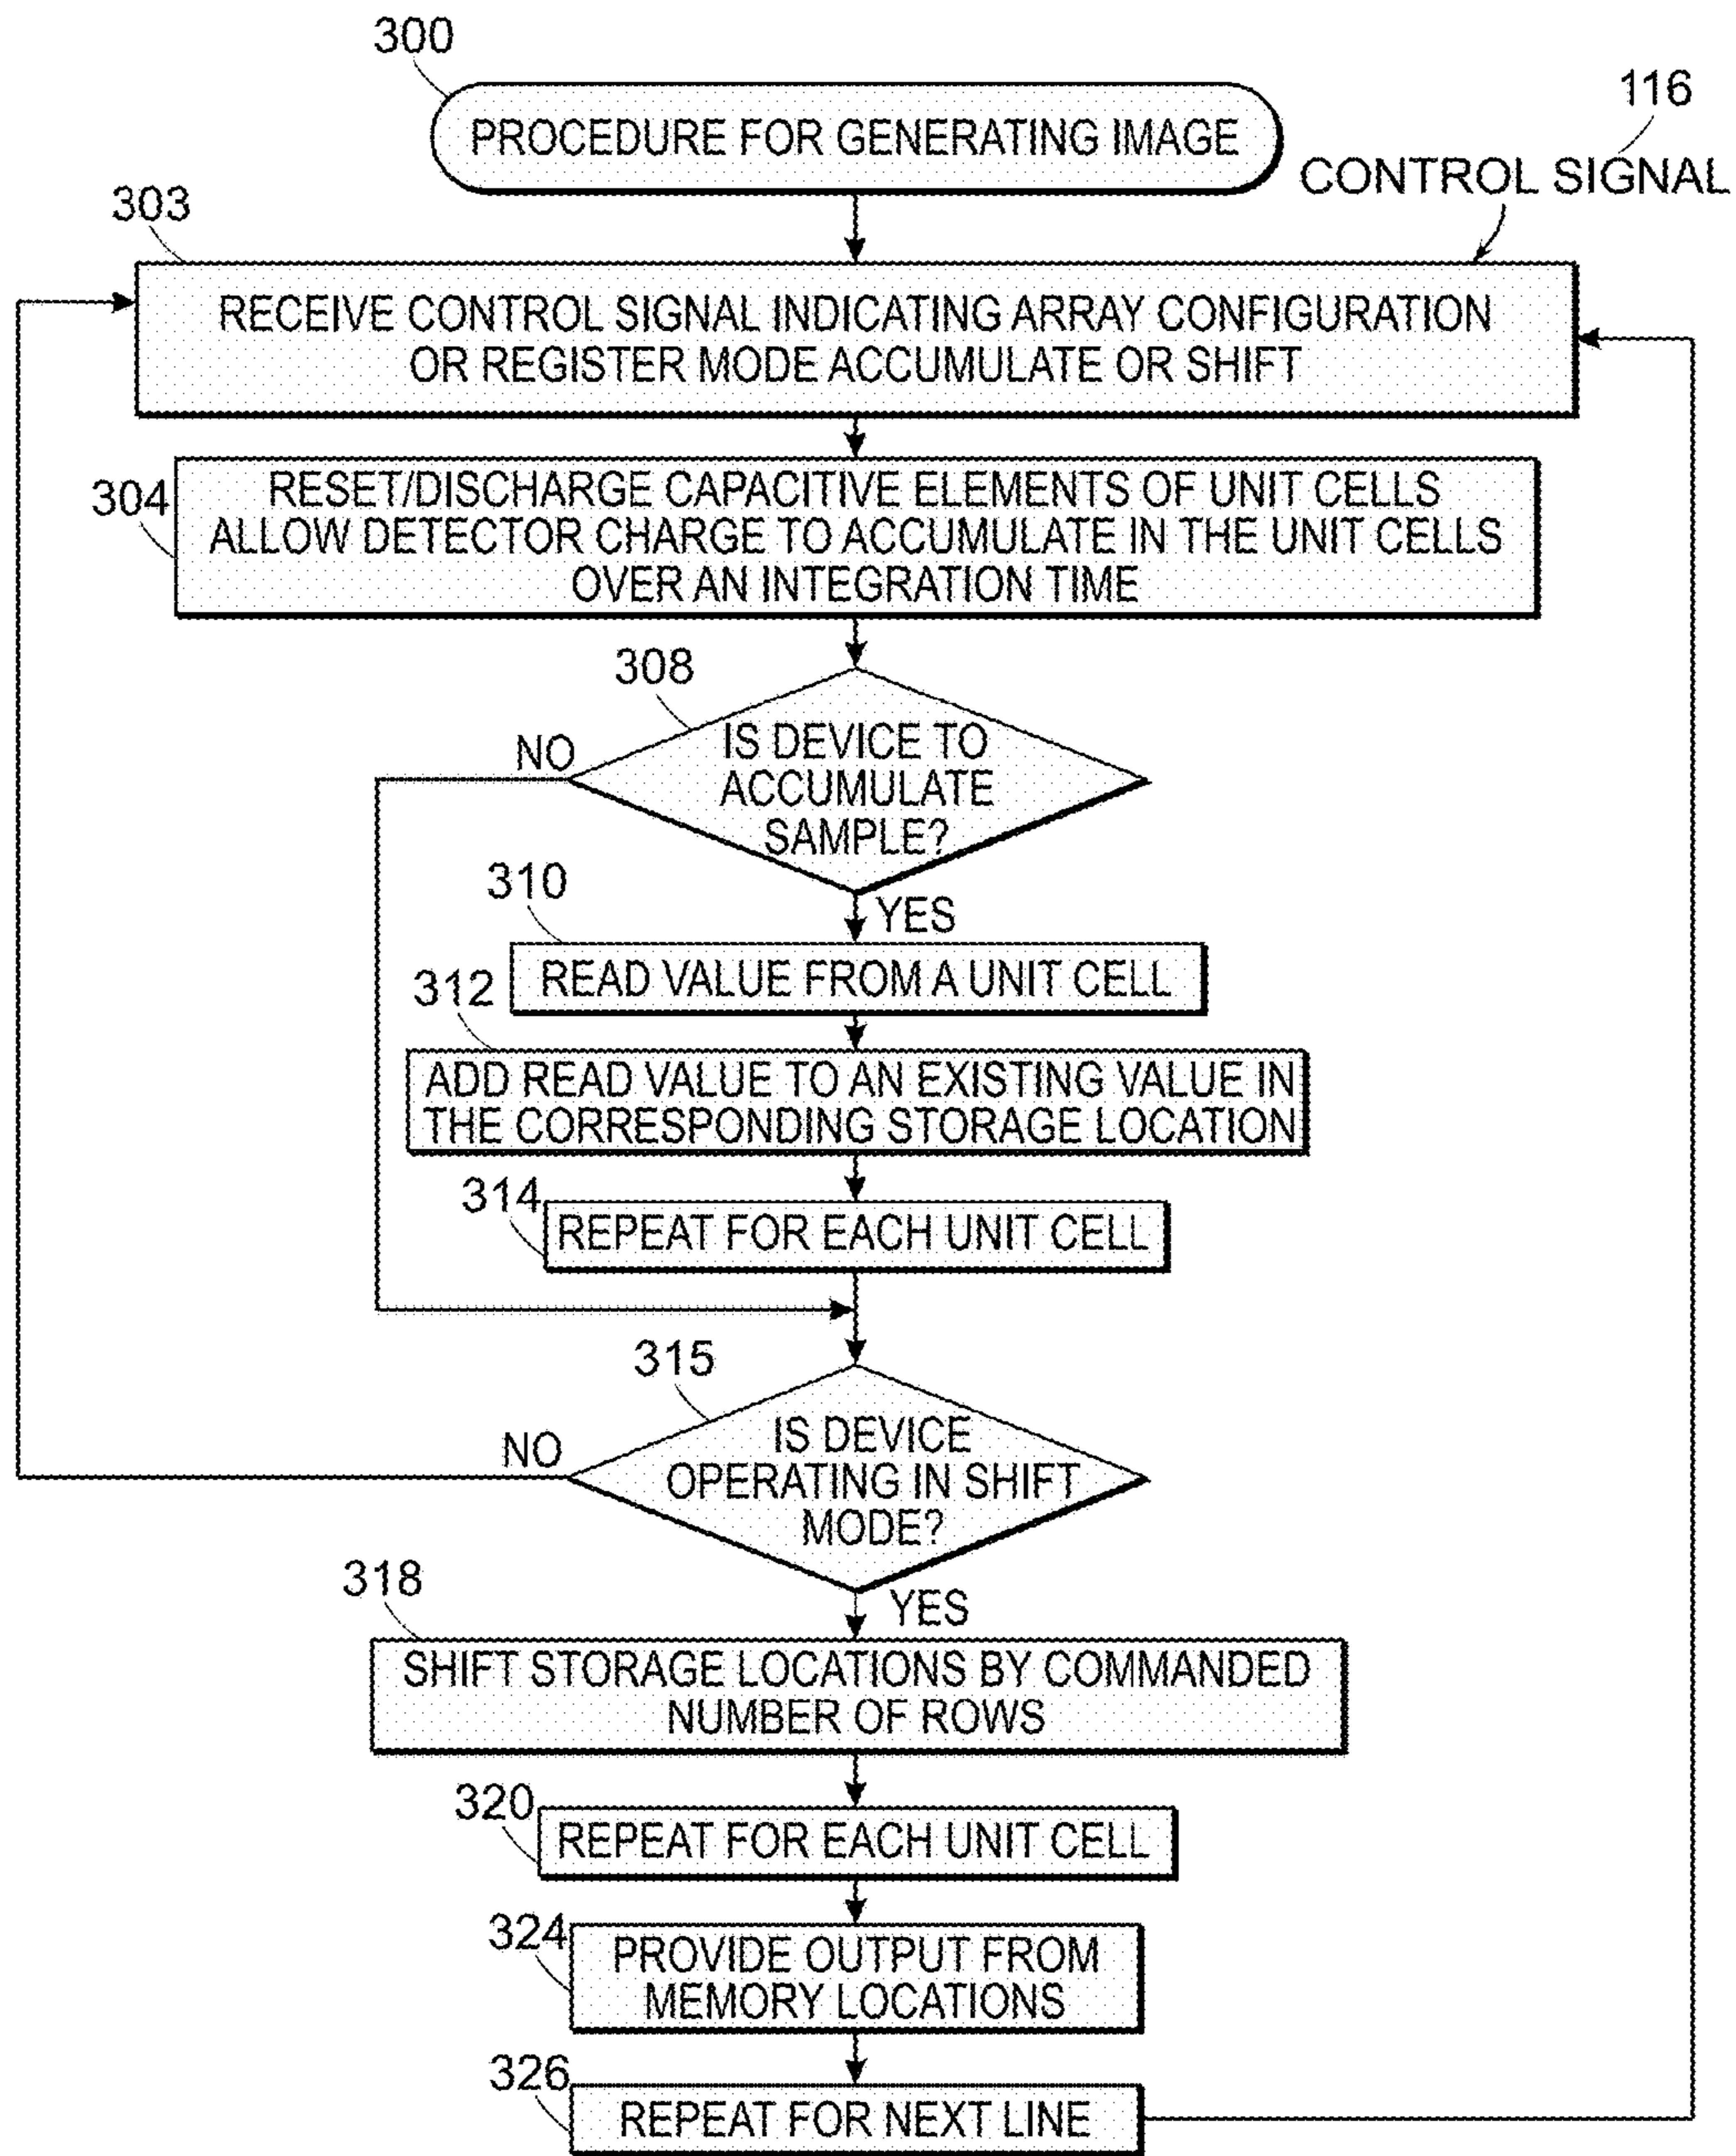 300
PROCEDURE FOR GENERATING IMAGE
116
CONTROL SIGNAL
303
RECEIVE CONTROL SIGNAL INDICATING ARRAY CONFIGURATION
OR REGISTER MODE ACCUMULATE OR SHIFT
304
RESET/DISCHARGE CAPACITIVE ELEMENTS OF UNIT CELLS
ALLOW DETECTOR CHARGE TO ACCUMULATE IN THE UNIT CELLS
OVER AN INTEGRATION TIME
308
IS DEVICE TO
ACCUMULATE
SAMPLE?
NO
YES
310
READ VALUE FROM A UNIT CELL
312
ADD READ VALUE TO AN EXISTING VALUE IN
THE CORRESPONDING STORAGE LOCATION
314
REPEAT FOR EACH UNIT CELL
315
IS DEVICE
OPERATING IN SHIFT
MODE?
NO
YES
318
SHIFT STORAGE LOCATIONS BY COMMANDED
NUMBER OF ROWS
320
REPEAT FOR EACH UNIT CELL
324
PROVIDE OUTPUT FROM
MEMORY LOCATIONS
326
REPEAT FOR NEXT LINE